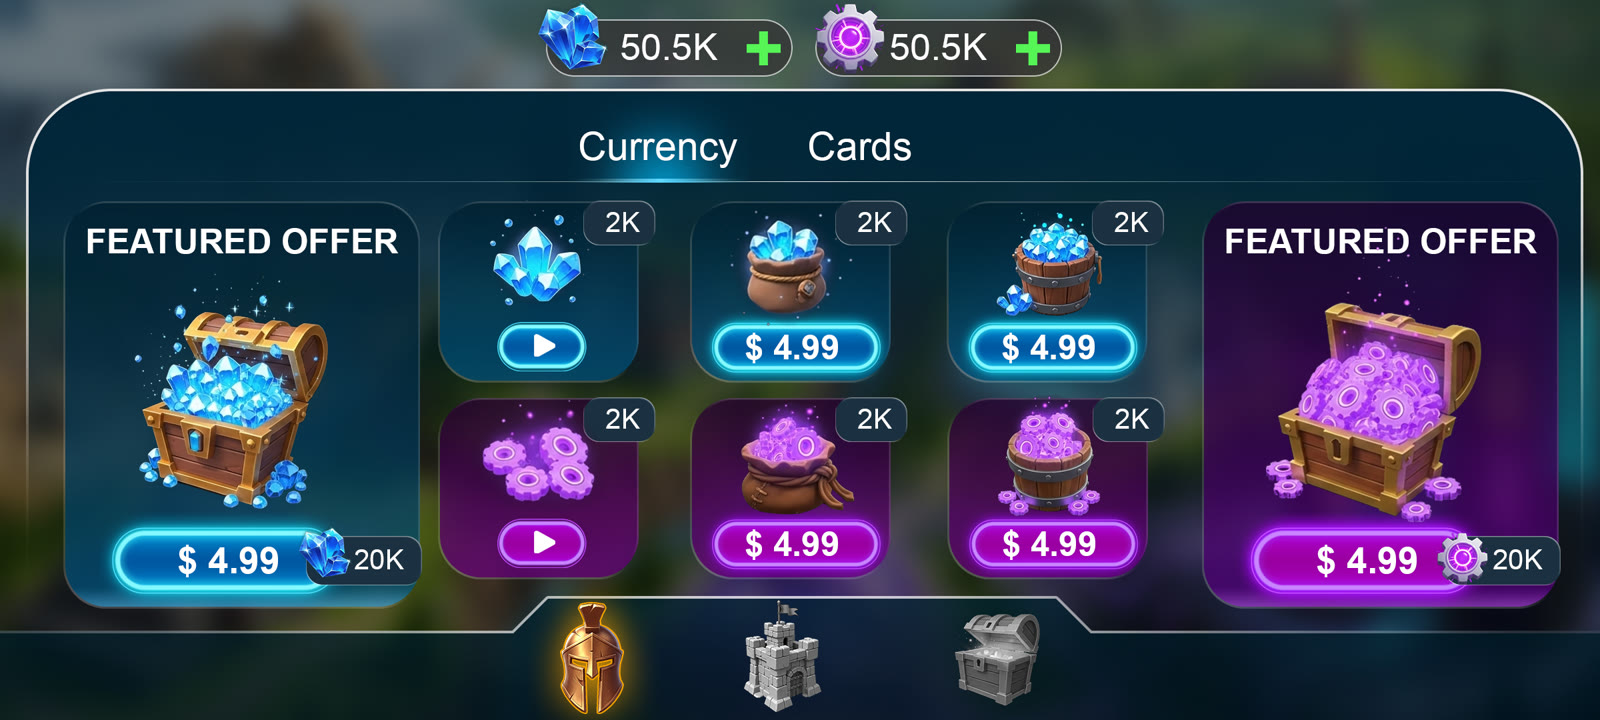 50.5K
50.5K
Currency
Cards
FEATURED OFFER
$ 4.99
20K
2K
2K
$ 4.99
2K
$ 4.99
2K
2K
$ 4.99
2K
$ 4.99
FEATURED OFFER
$ 4.99
20K